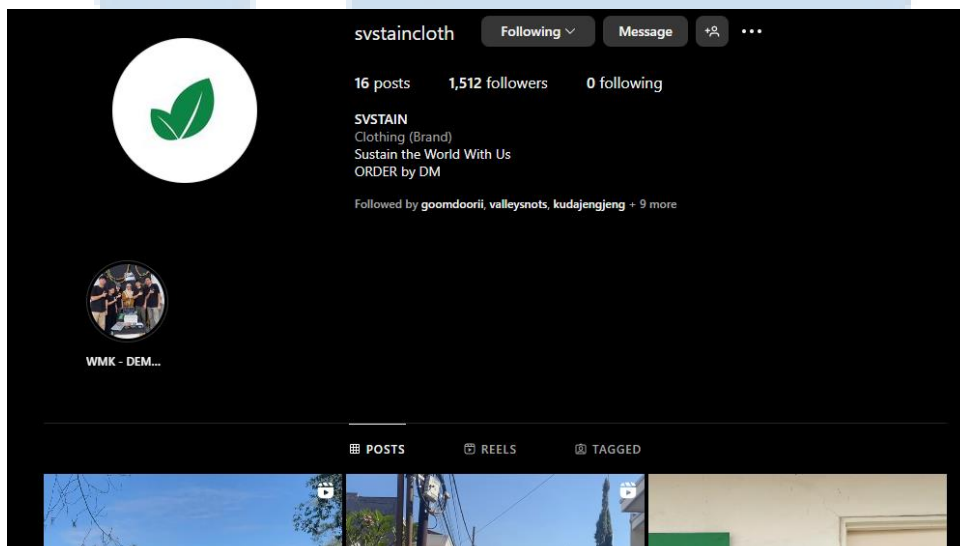 svstaincloth Following Message
16 posts 1,512 followers 0 following
SVSTAIN
Clothing (Brand)
Sustain the World With Us
ORDER by DM
Followed by goomdoorii, valleysnots, kudajengjeng + 9 more
WMK - DEM...
POSTS REELS TAGGED